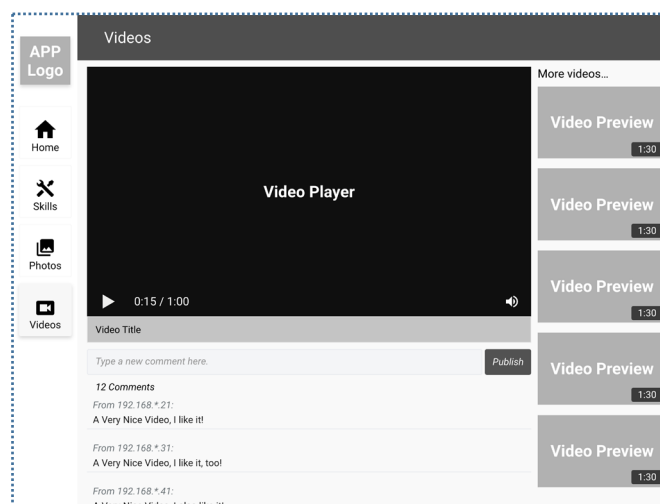 APP
Logo
Home
Skills
Photos
Videos
Videos
Video Player
0:15 / 1:00
Video Title
Type a new comment here.
Publish
12 Comments
From 192.168.*.21:
A Very Nice Video, I like it!
From 192.168.*.31:
A Very Nice Video, I like it, too!
From 192.168.*.41:
A Very Nice Video, I
More videos...
Video Preview
1:30
Video Preview
1:30
Video Preview
1:30
Video Preview
1:30
Video Preview
1:30